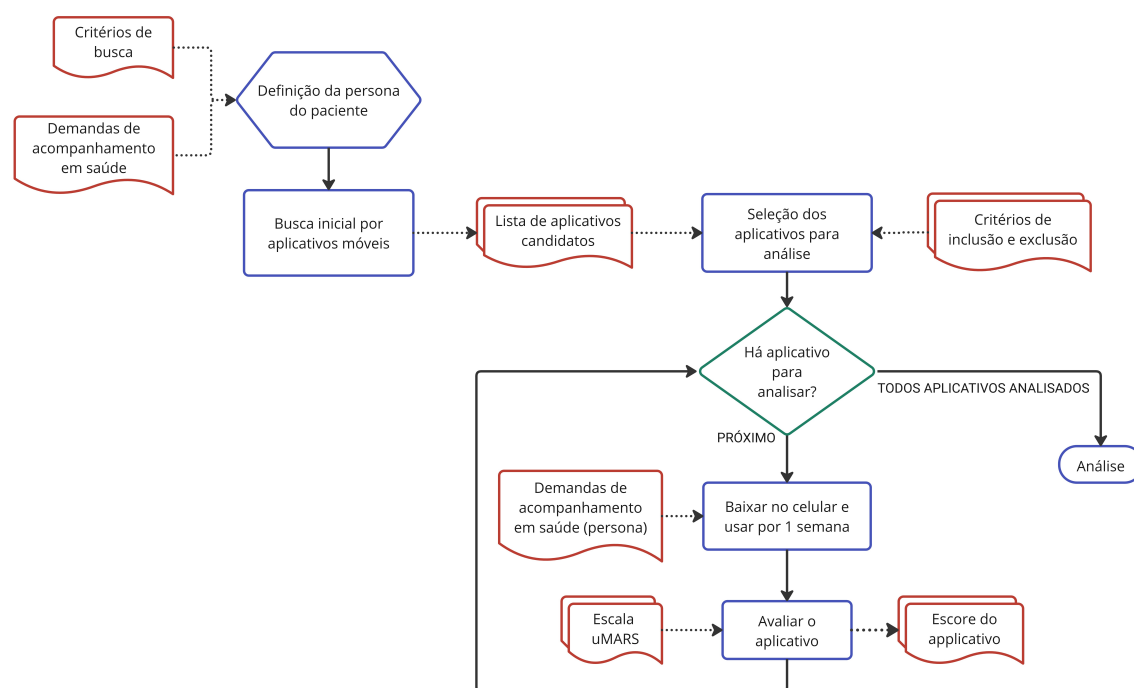 Critérios de
busca
Definição da persona
do paciente
Demandas de
acompanhamento
em saúde
Busca inicial por
aplicativos móveis
Lista de aplicativos
candidatos
Seleção dos
aplicativos para
análise
Critérios de
inclusão e exclusão
Há aplicativo
para
analisar?
TODOS APLICATIVOS ANALISADOS
PRÓXIMO
Análise
Demandas de
acompanhamento
em saúde (persona)
Baixar no celular e
usar por 1 semana
Escala
uMARS
Avaliar o
aplicativo
Escore do
applicativo